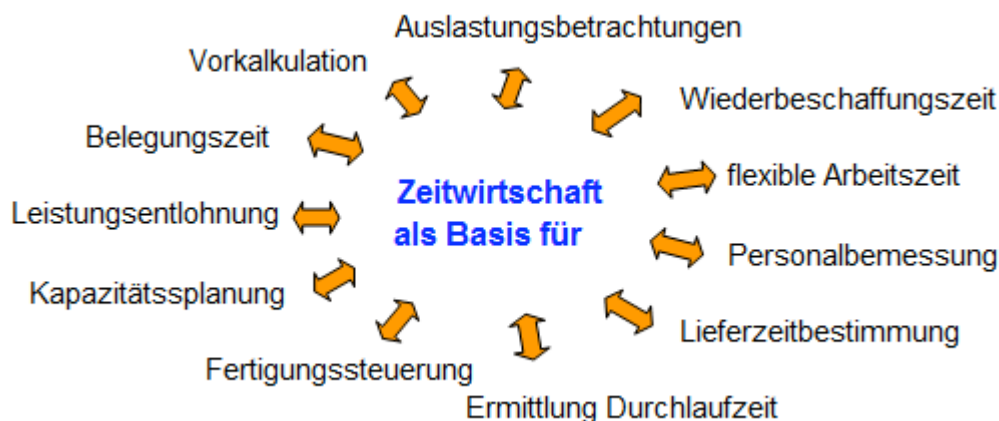 Auslastungsbetrachtungen
Vorkalkulation
Wiederbeschaffungszeit
Belegungszeit
flexible Arbeitszeit
Zeitwirtschaft
als Basis für
Leistungsentlohnung
Personalbemessung
Kapazitätssplanung
Lieferzeitbestimmung
Fertigungssteuerung
Ermittlung Durchlaufzeit